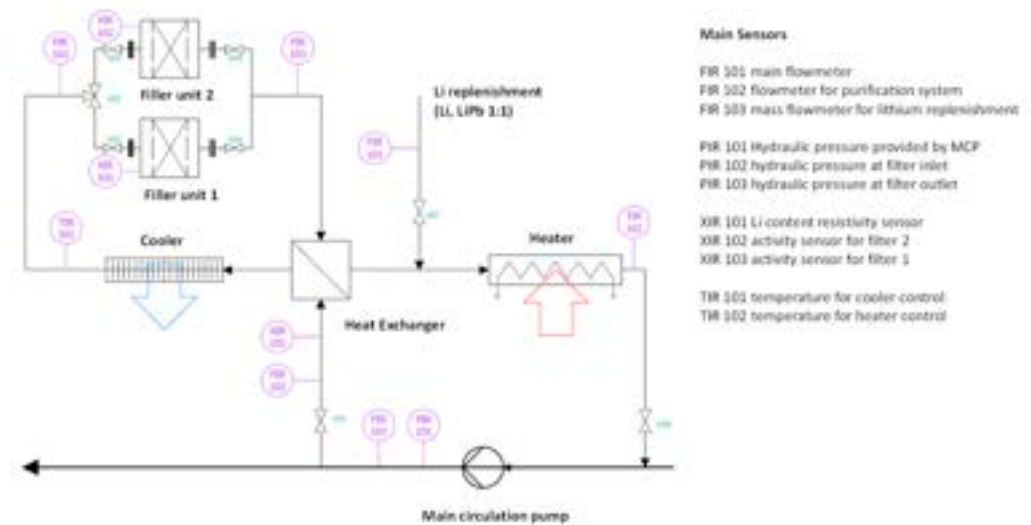 Filler unit 2
Filler unit 1
Li replenishment
(Li, LiPb 1:1)
Cooler
Heater
Heat Exchanger
Main circulation pump
Main Sensors
FIR 101 main flowmeter
FIR 102 flowmeter for purification system
FIR 103 mass flowmeter for lithium replenishment
PIR 101 Hydraulic pressure provided by MCP
PIR 102 hydraulic pressure at filter inlet
PIR 103 hydraulic pressure at filter outlet
XIR 101 Li content resistivity sensor
XIR 102 activity sensor for filter 2
XIR 103 activity sensor for filter 1
TIR 101 temperature for cooler control
TIR 102 temperature for heater control